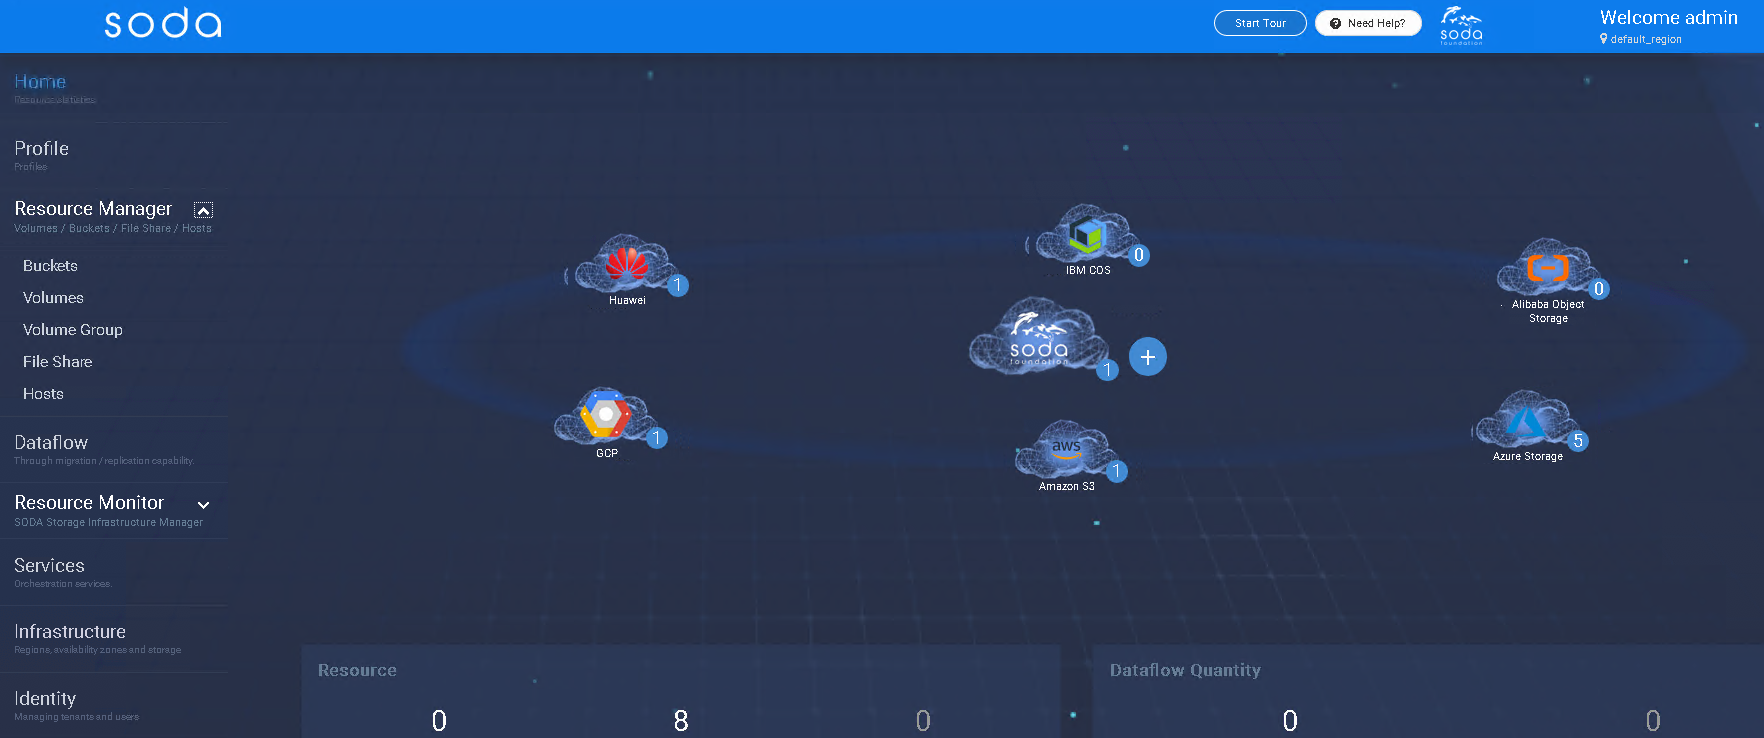 soda
Start Tour
Need Help?
soda
foundation
Welcome admin
default_region
Home
Resource statistics.
Profile
Profiles
Resource Manager
Volumes / Buckets / File Share / Hosts
Buckets
Volumes
Volume Group
File Share
Hosts
Dataflow
Through migration / replication capability.
Resource Monitor
SODA Storage Infrastructure Manager
Services
Orchestration services.
Infrastructure
Regions, availability zones and storage
Identity
Managing tenants and users
Huawei
1
IBM COS
0
Alibaba Object
Storage
0
soda
foundation
1
+
GCP
1
aws
Amazon S3
1
Azure Storage
5
Resource
0 8 0
Dataflow Quantity
0 0